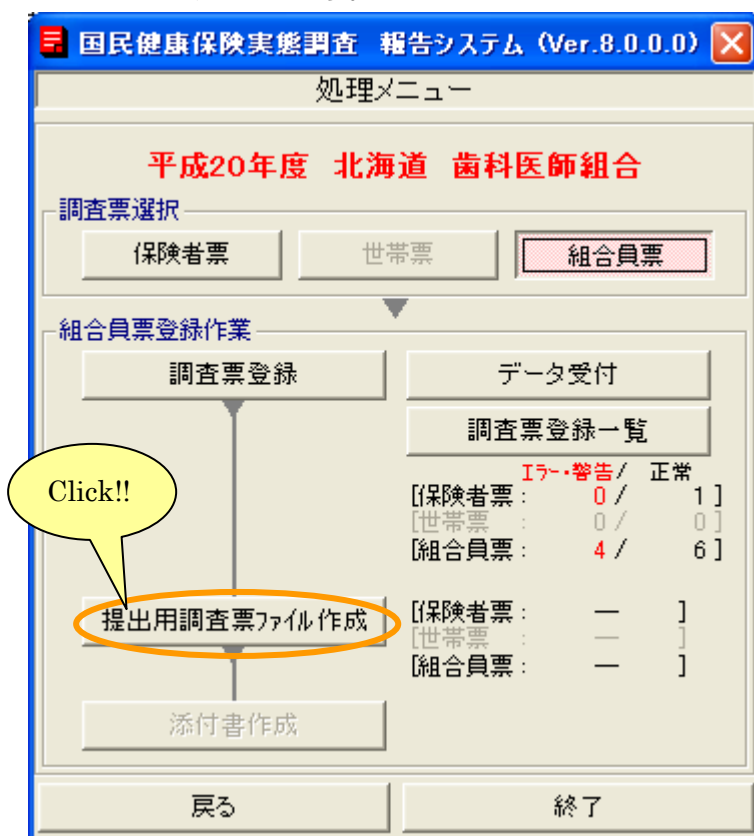 国民健康保険実態調査 報告システム (Ver.8.0.0.0)
処理メニュー
平成20年度 北海道 歯科医師組合
調査票選択
保険者票 世帯票 組合員票
組合員票登録作業
調査票登録 データ受付
調査票登録一覧
エラー・警告/ 正常
[保険者票: 0/ 1]
[世帯票 : 0/ 0]
[組合員票: 4/ 6]
Click!!
提出用調査票ファイル作成
[保険者票: ― ]
[世帯票 : ― ]
[組合員票: ― ]
添付書作成
戻る 終了